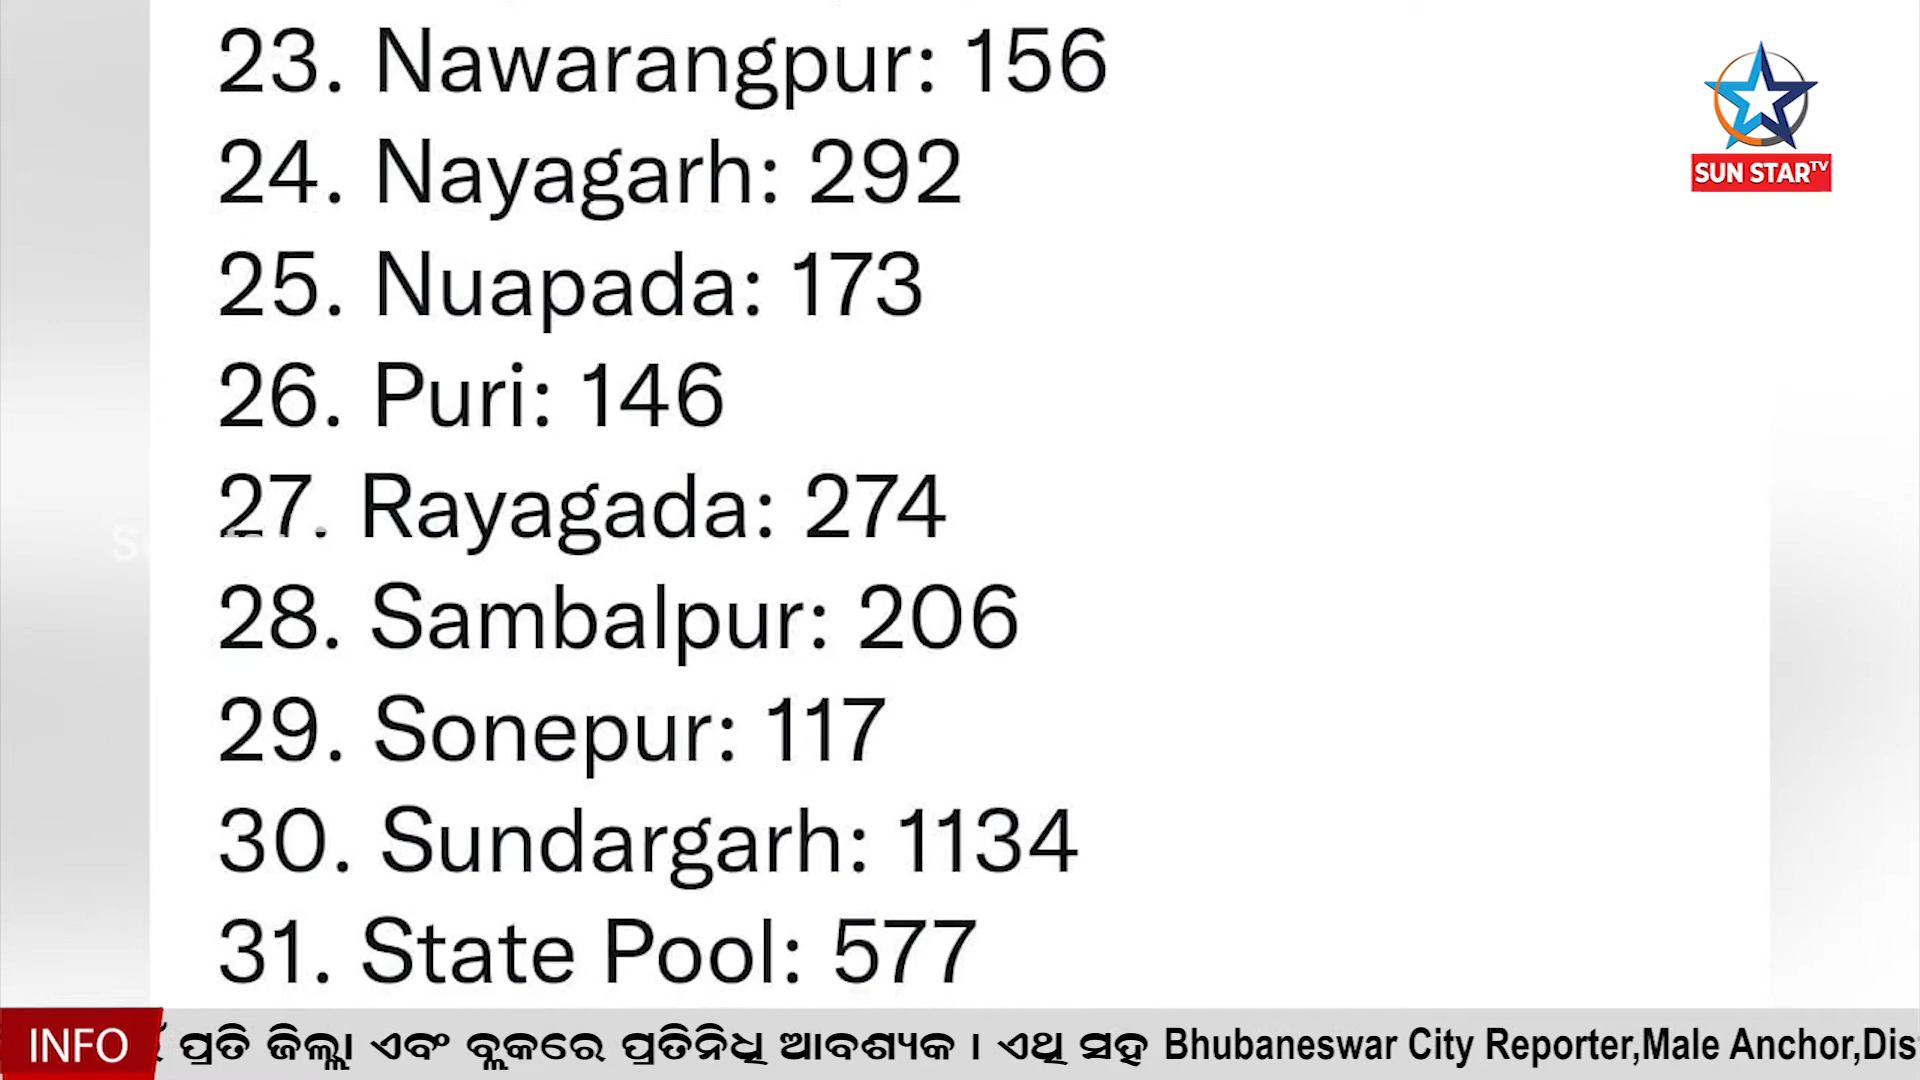 23. Nawarangpur: 156
SUN STAR TV
24. Nayagarh: 292
25. Nuapada: 173
26. Puri: 146
27. Rayagada: 274
28. Sambalpur: 206
29. Sonepur: 117
30. Sundargarh: 1134
31. State Pool: 577
INFO ପ୍ରତି ଜିଲ୍ଲା ଏବଂ ବ୍ଲକରେ ପ୍ରତିନିଧି ଆବଶ୍ୟକ । ଏଥି ସହ Bhubaneswar City Reporter,Male Anchor,Dis